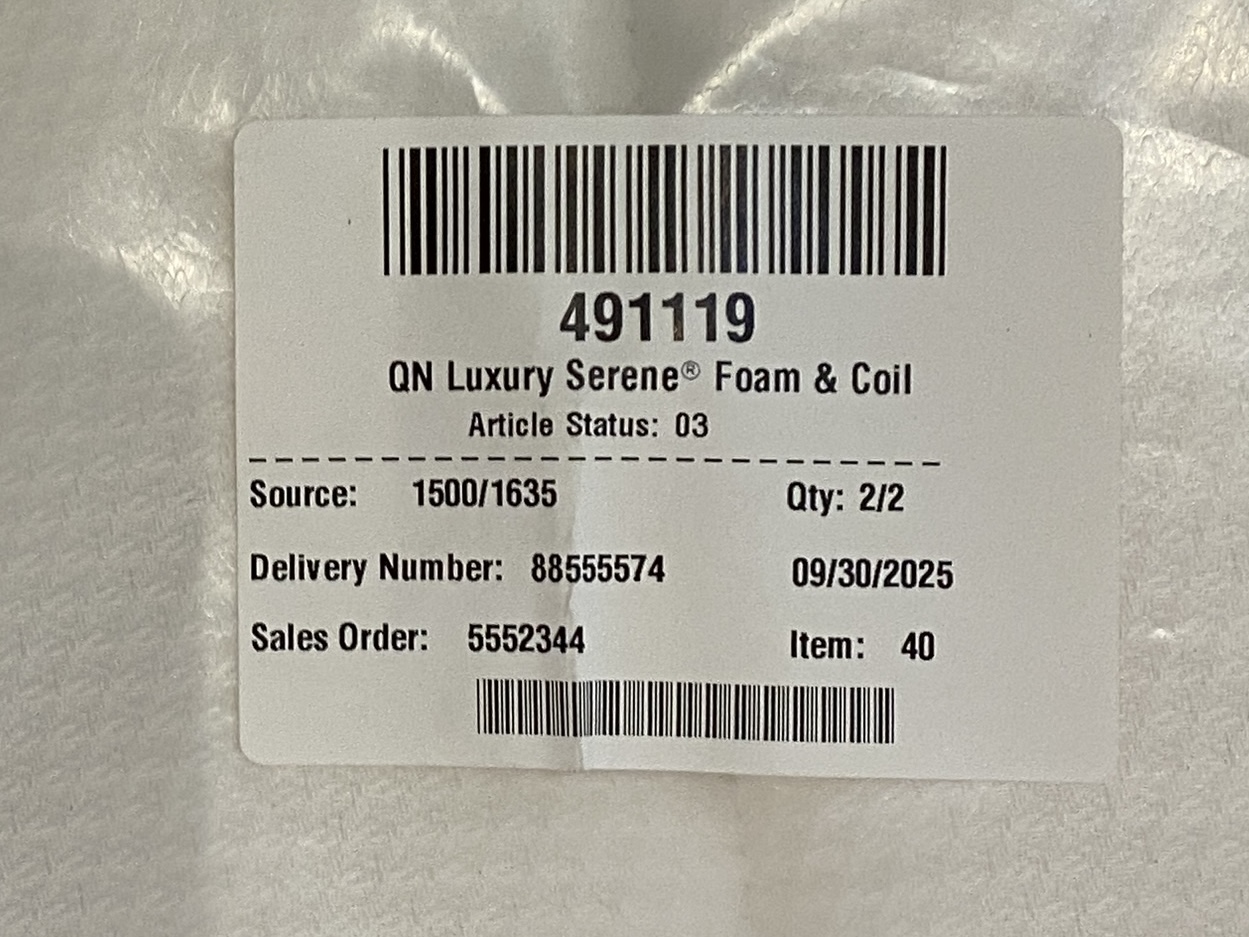 491119
QN Luxury Serene® Foam & Coil
Article Status: 03
Source: 1500/1635 Qty: 2/2
Delivery Number: 88555574 09/30/2025
Sales Order: 5552344 Item: 40